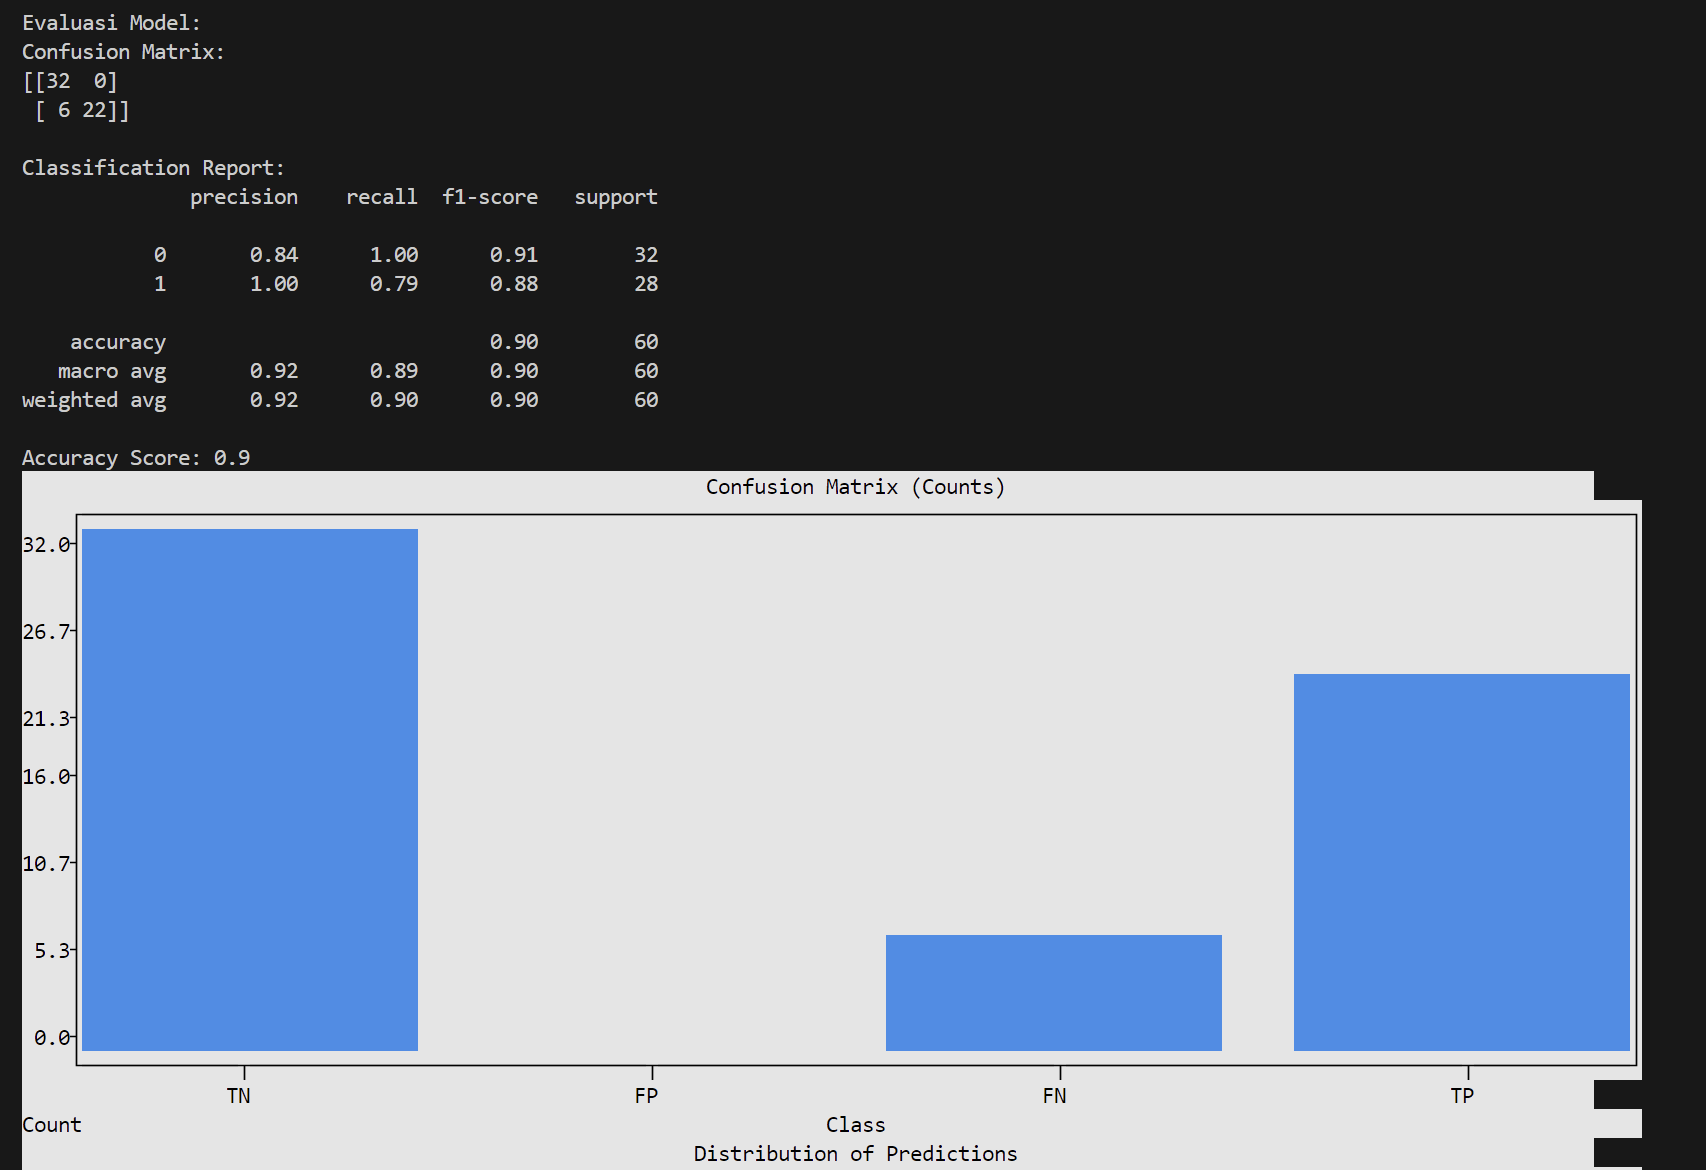 Evaluasi Model:
Confusion Matrix:
[[32  0]
 [ 6 22]]
Classification Report:
              precision    recall  f1-score   support
           0       0.84      1.00      0.91        32
           1       1.00      0.79      0.88        28
    accuracy                           0.90        60
   macro avg       0.92      0.89      0.90        60
weighted avg       0.92      0.90      0.90        60
Accuracy Score: 0.9
Confusion Matrix (Counts)
32.0
26.7
21.3
16.0
10.7
5.3
0.0
TN FP FN TP
Count Class
Distribution of Predictions